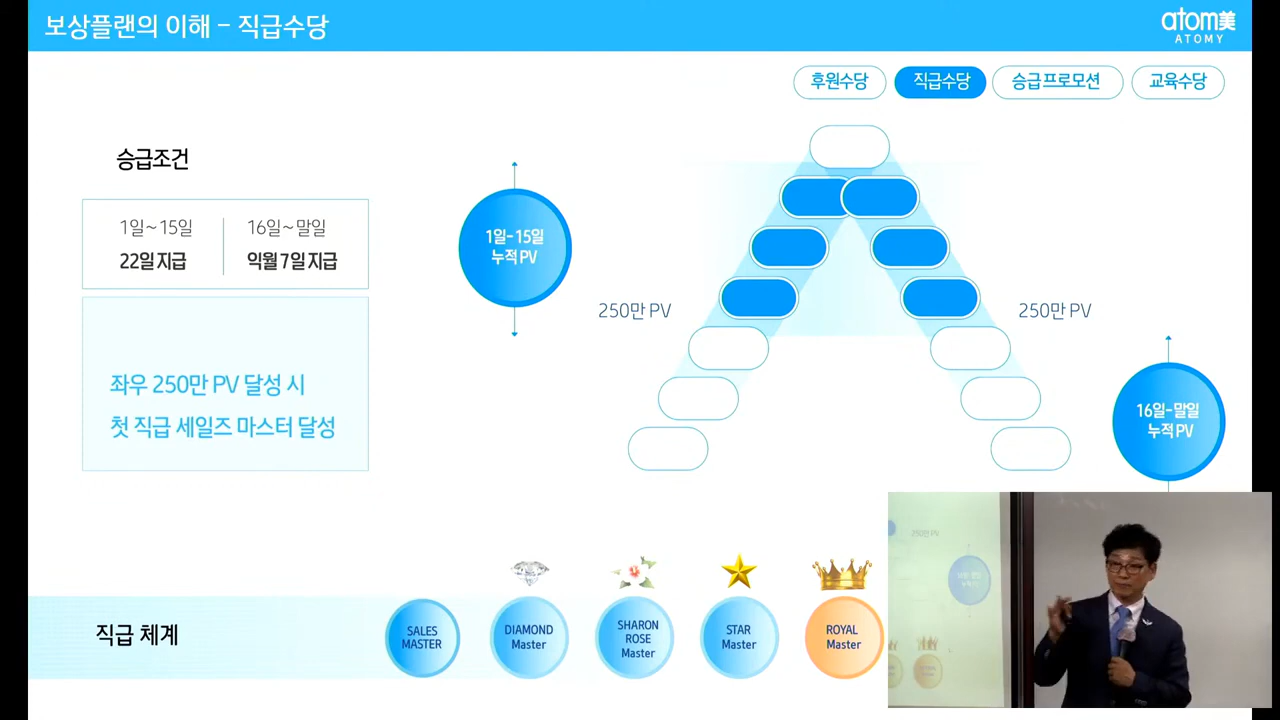 보상플랜의 이해 – 직급수당
atom美
ATOMY
후원수당
직급수당
승급프로모션
교육수당
승급조건
1일~15일
22일지급
16일~말일
익월7일지급
좌우 250만 PV 달성 시
첫 직급 세일즈 마스터 달성
1일-15일
누적PV
250만 PV
250만 PV
16일-말일
누적PV
직급 체계
SALES
MASTER
DIAMOND
Master
SHARON
ROSE
Master
STAR
Master
ROYAL
Master
250만 PV